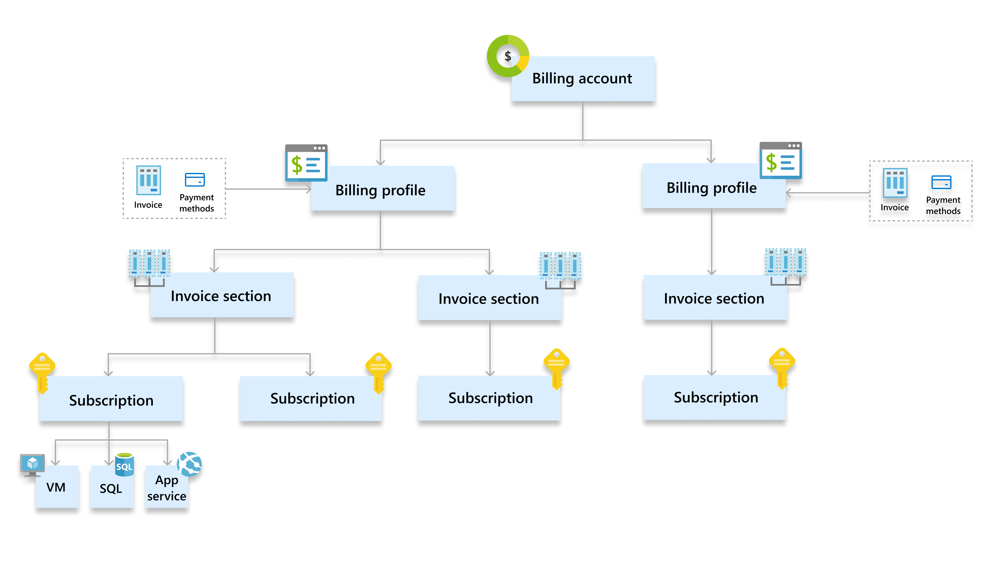 $
Billing account
$
Billing profile
$
Billing profile
Invoice
Payment
methods
Invoice
Payment
methods
Invoice section
Invoice section
Invoice section
Subscription
Subscription
Subscription
Subscription
SQL
VM
SQL
App
service